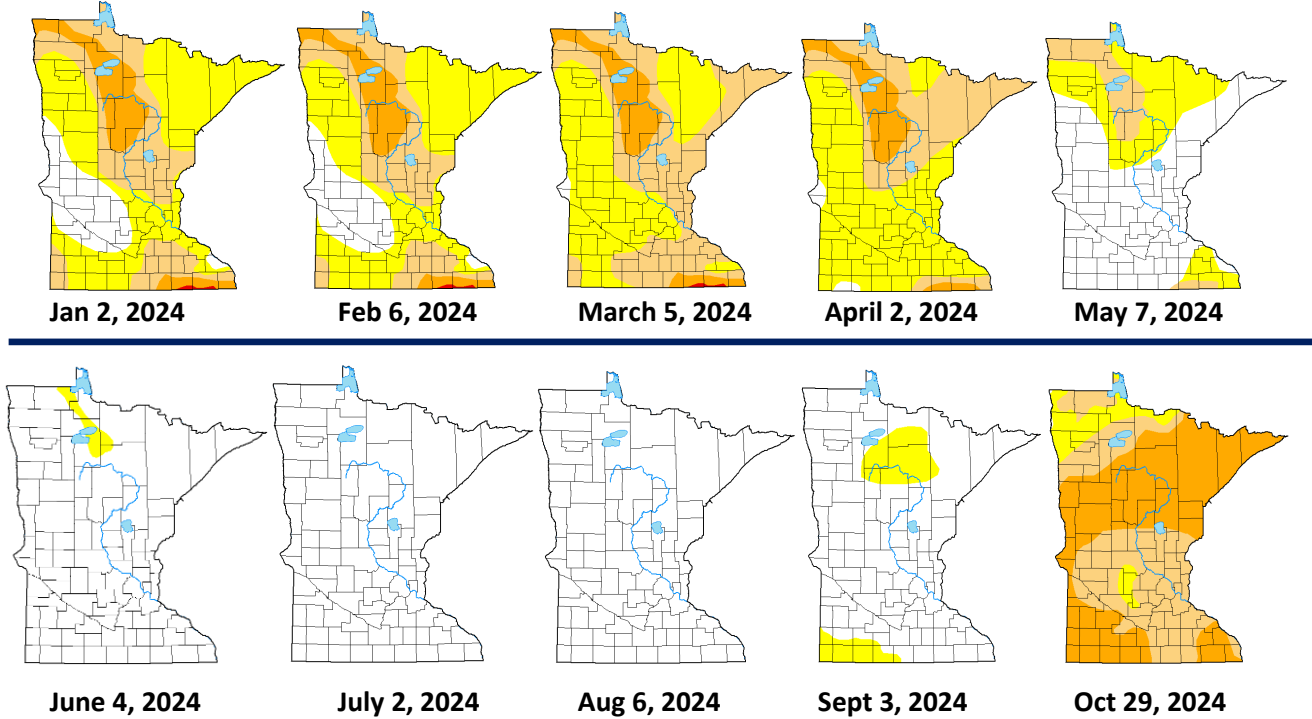 Jan 2, 2024
Feb 6, 2024
March 5, 2024
April 2, 2024
May 7, 2024
June 4, 2024
July 2, 2024
Aug 6, 2024
Sept 3, 2024
Oct 29, 2024